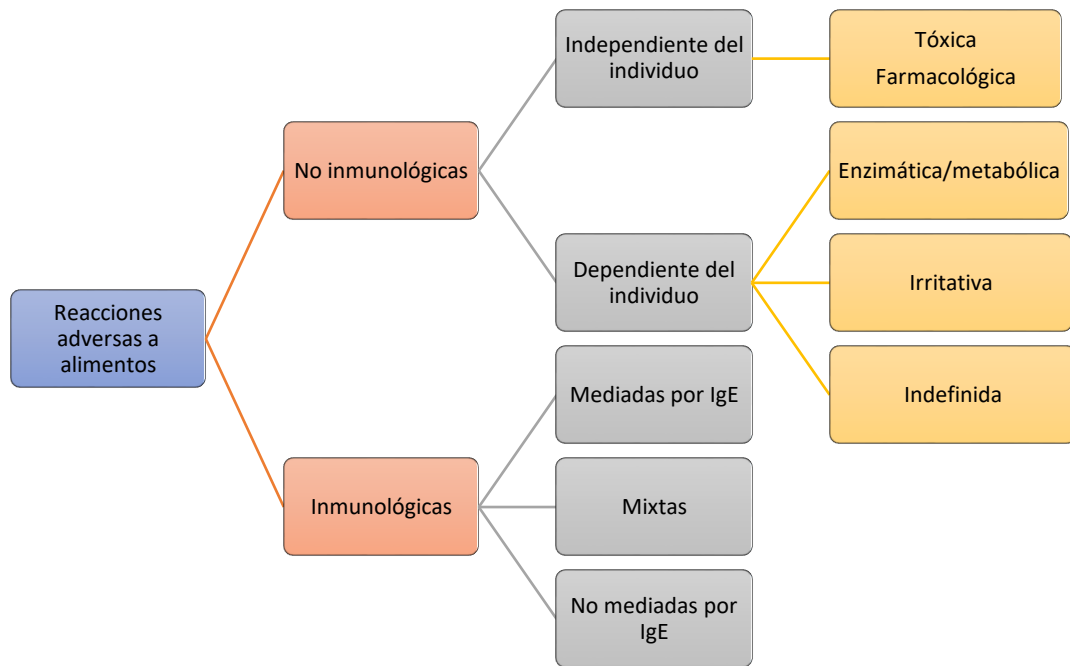 Reacciones
adversas a
alimentos
No inmunológicas
Independiente del
individuo
Tóxica
Farmacológica
Dependiente del
individuo
Enzimática/metabólica
Irritativa
Indefinida
Inmunológicas
Mediadas por IgE
Mixtas
No mediadas por
IgE